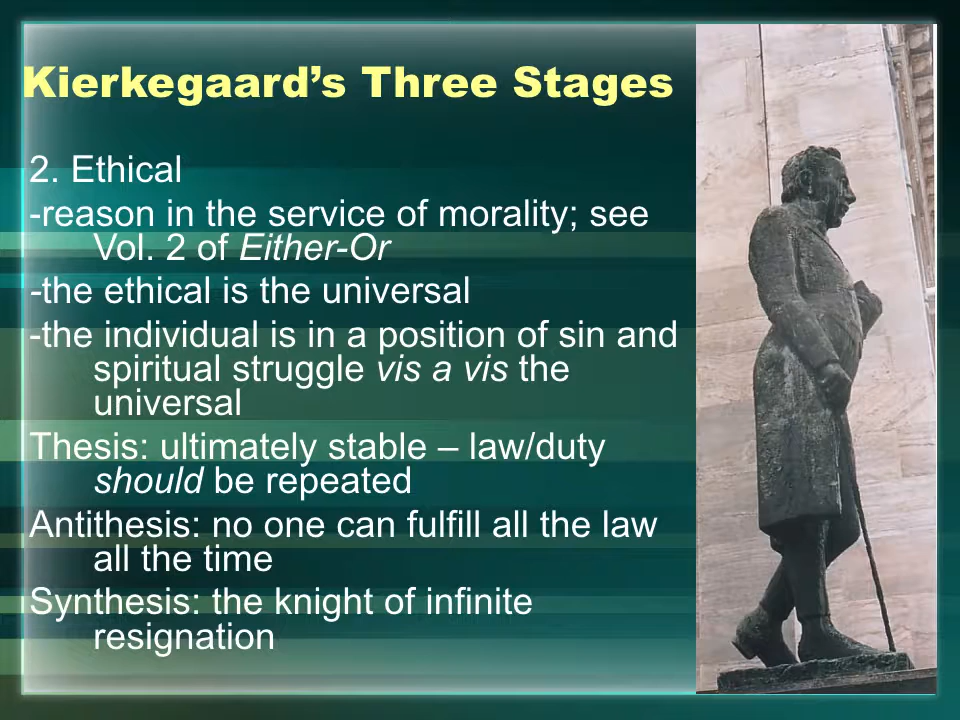 Kierkegaard’s Three Stages
2. Ethical
-reason in the service of morality; see
Vol. 2 of Either-Or
-the ethical is the universal
-the individual is in a position of sin and
spiritual struggle vis a vis the
universal
Thesis: ultimately stable – law/duty
should be repeated
Antithesis: no one can fulfill all the law
all the time
Synthesis: the knight of infinite
resignation